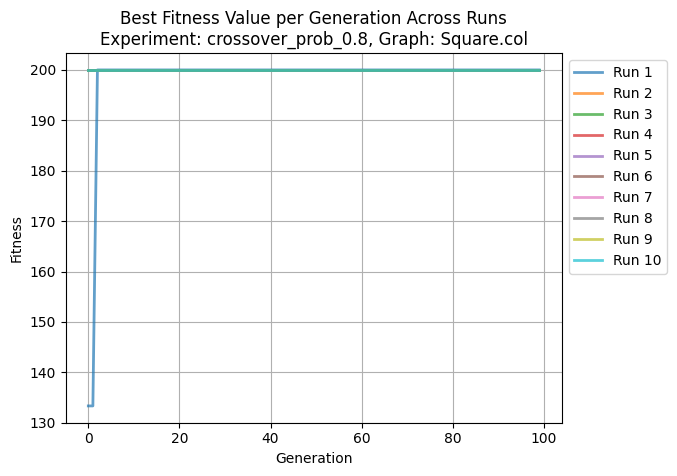 Best Fitness Value per Generation Across Runs
Experiment: crossover_prob_0.8, Graph: Square.col
200
190
180
170
160
150
140
130
Fitness
0
20
40
60
80
100
Generation
Run 1
Run 2
Run 3
Run 4
Run 5
Run 6
Run 7
Run 8
Run 9
Run 10